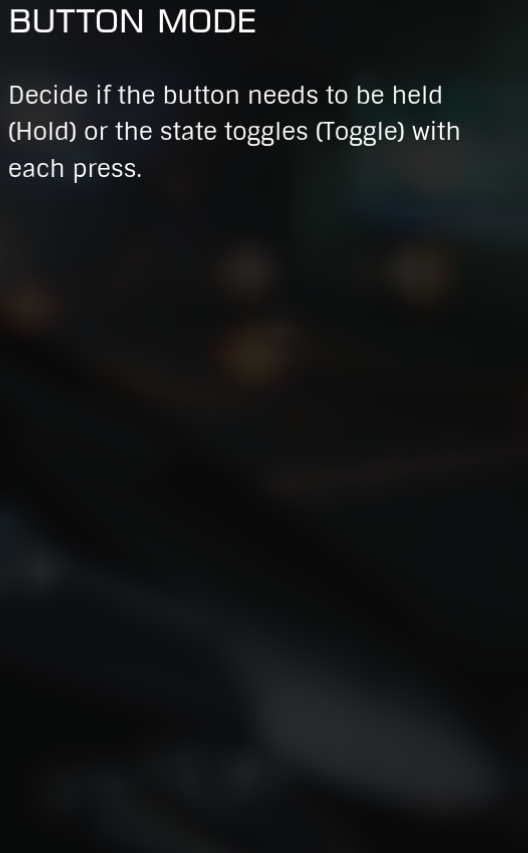 BUTTON MODE
Decide if the button needs to be held
(Hold) or the state toggles (Toggle) with
each press.